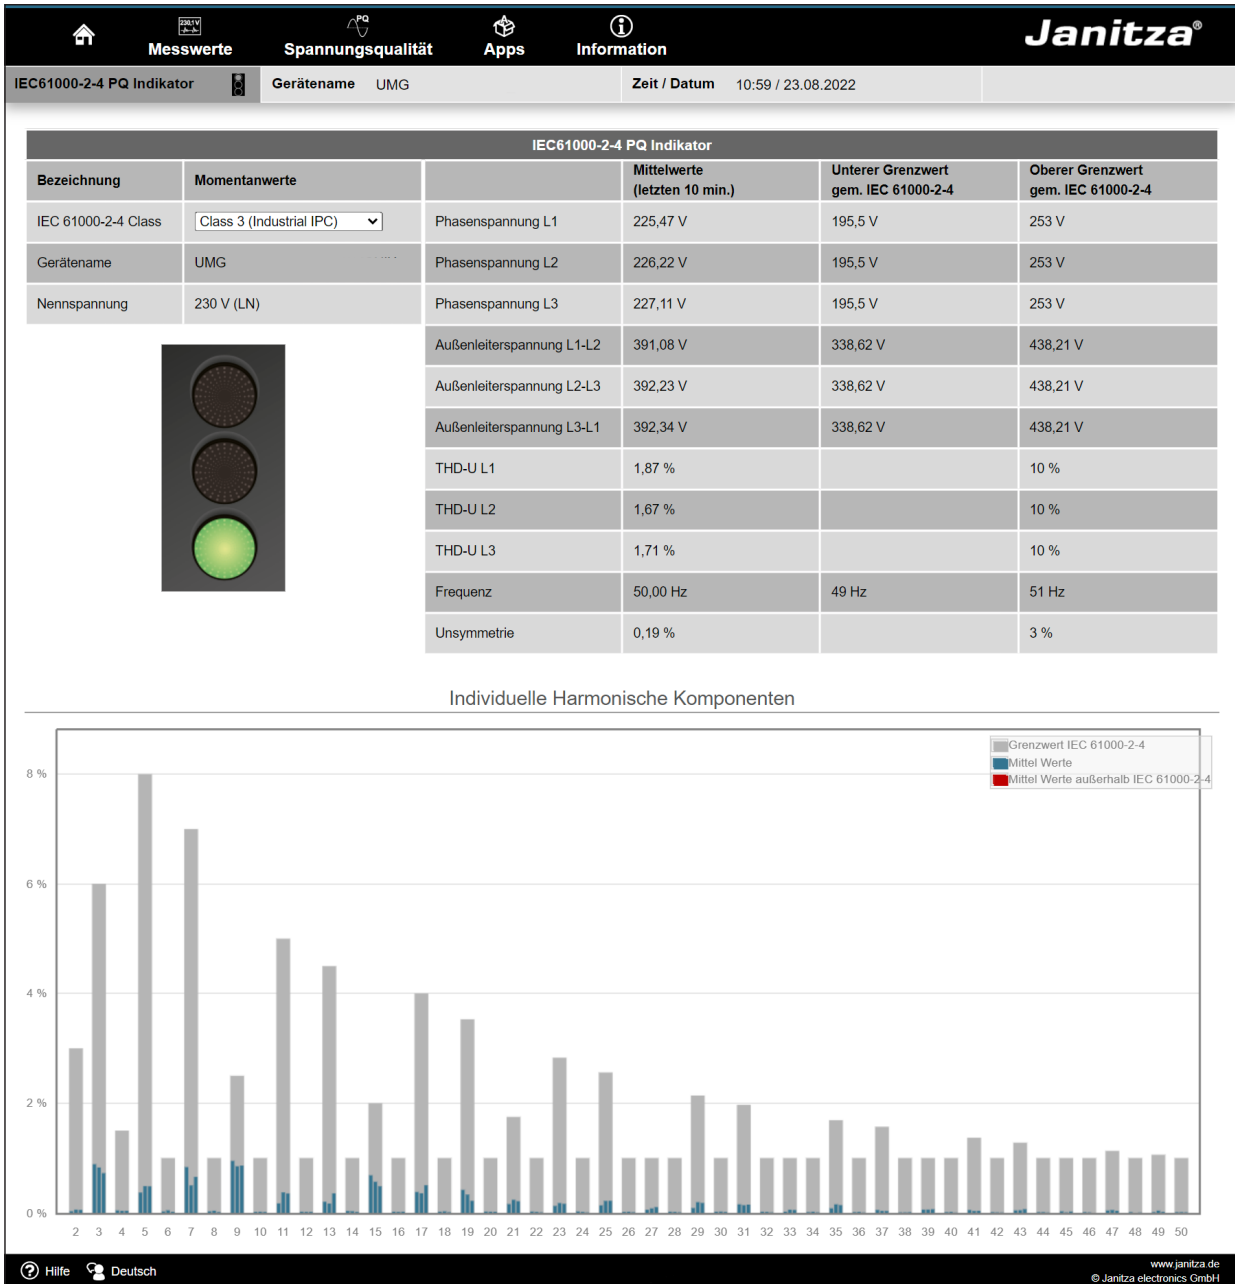 230,1 V
PQ
Messwerte Spannungsqualität Apps Information
Janitza®
IEC61000-2-4 PQ Indikator Gerätename UMG Zeit / Datum 10:59 / 23.08.2022
IEC61000-2-4 PQ Indikator
Bezeichnung Momentanwerte Mittelwerte (letzten 10 min.) Unterer Grenzwert gem. IEC 61000-2-4 Oberer Grenzwert gem. IEC 61000-2-4
IEC 61000-2-4 Class Class 3 (Industrial IPC) Phasenspannung L1 225,47 V 195,5 V 253 V
Gerätename UMG Phasenspannung L2 226,22 V 195,5 V 253 V
Nennspannung 230 V (LN) Phasenspannung L3 227,11 V 195,5 V 253 V
Außenleiterspannung L1-L2 391,08 V 338,62 V 438,21 V
Außenleiterspannung L2-L3 392,23 V 338,62 V 438,21 V
Außenleiterspannung L3-L1 392,34 V 338,62 V 438,21 V
THD-U L1 1,87 % 10 %
THD-U L2 1,67 % 10 %
THD-U L3 1,71 % 10 %
Frequenz 50,00 Hz 49 Hz 51 Hz
Unsymmetrie 0,19 % 3 %
Individuelle Harmonische Komponenten
Grenzwert IEC 61000-2-4
Mittel Werte
Mittel Werte außerhalb IEC 61000-2-4
8 %
6 %
4 %
2 %
0 %
2 3 4 5 6 7 8 9 10 11 12 13 14 15 16 17 18 19 20 21 22 23 24 25 26 27 28 29 30 31 32 33 34 35 36 37 38 39 40 41 42 43 44 45 46 47 48 49 50
Hilfe Deutsch
www.janitza.de
© Janitza electronics GmbH